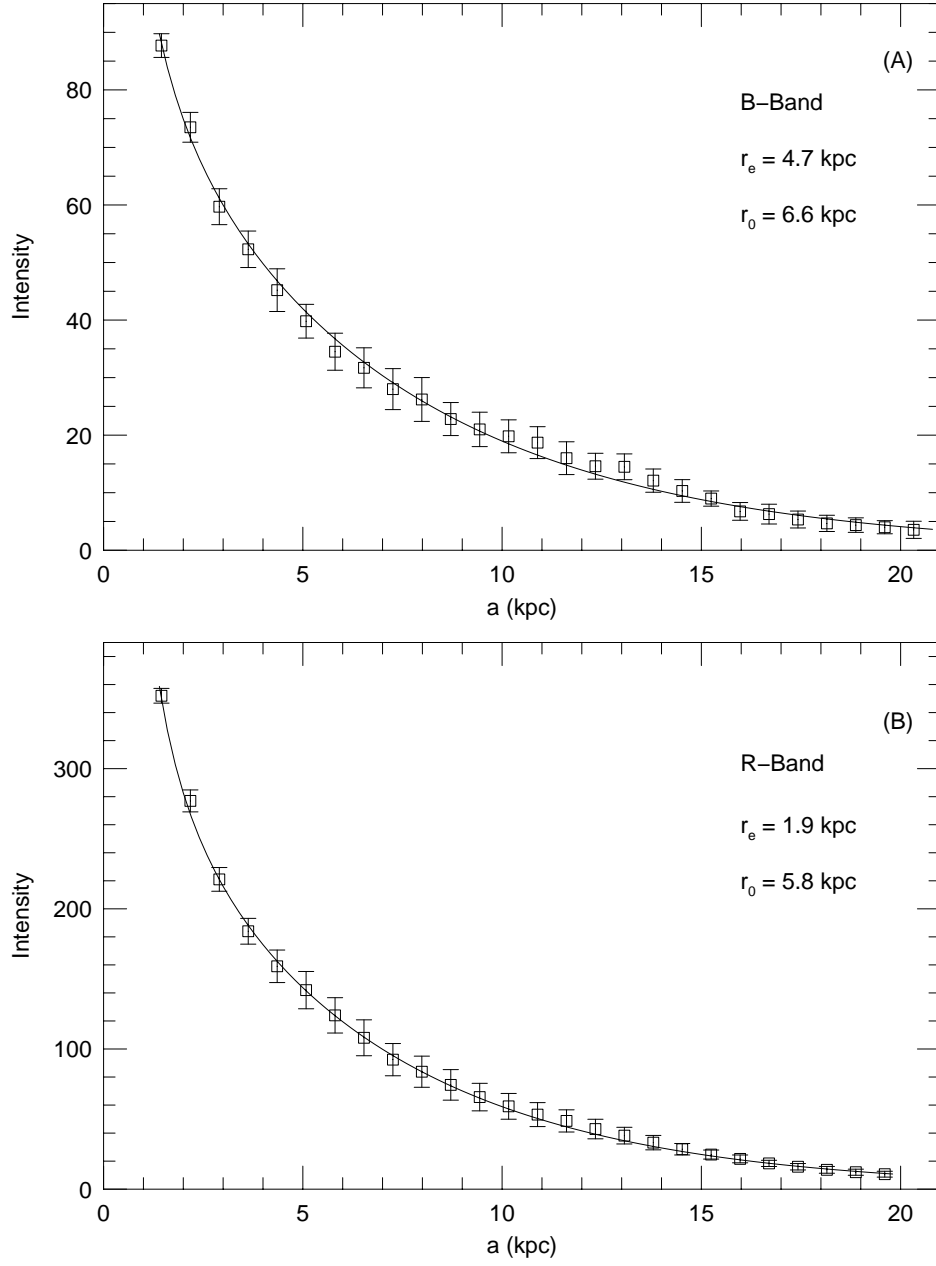 (A)
B−Band
r_e = 4.7 kpc
r_0 = 6.6 kpc
Intensity
80
60
40
20
0
0 5 10 15 20
a (kpc)
(B)
R−Band
r_e = 1.9 kpc
r_0 = 5.8 kpc
Intensity
300
200
100
0
0 5 10 15 20
a (kpc)